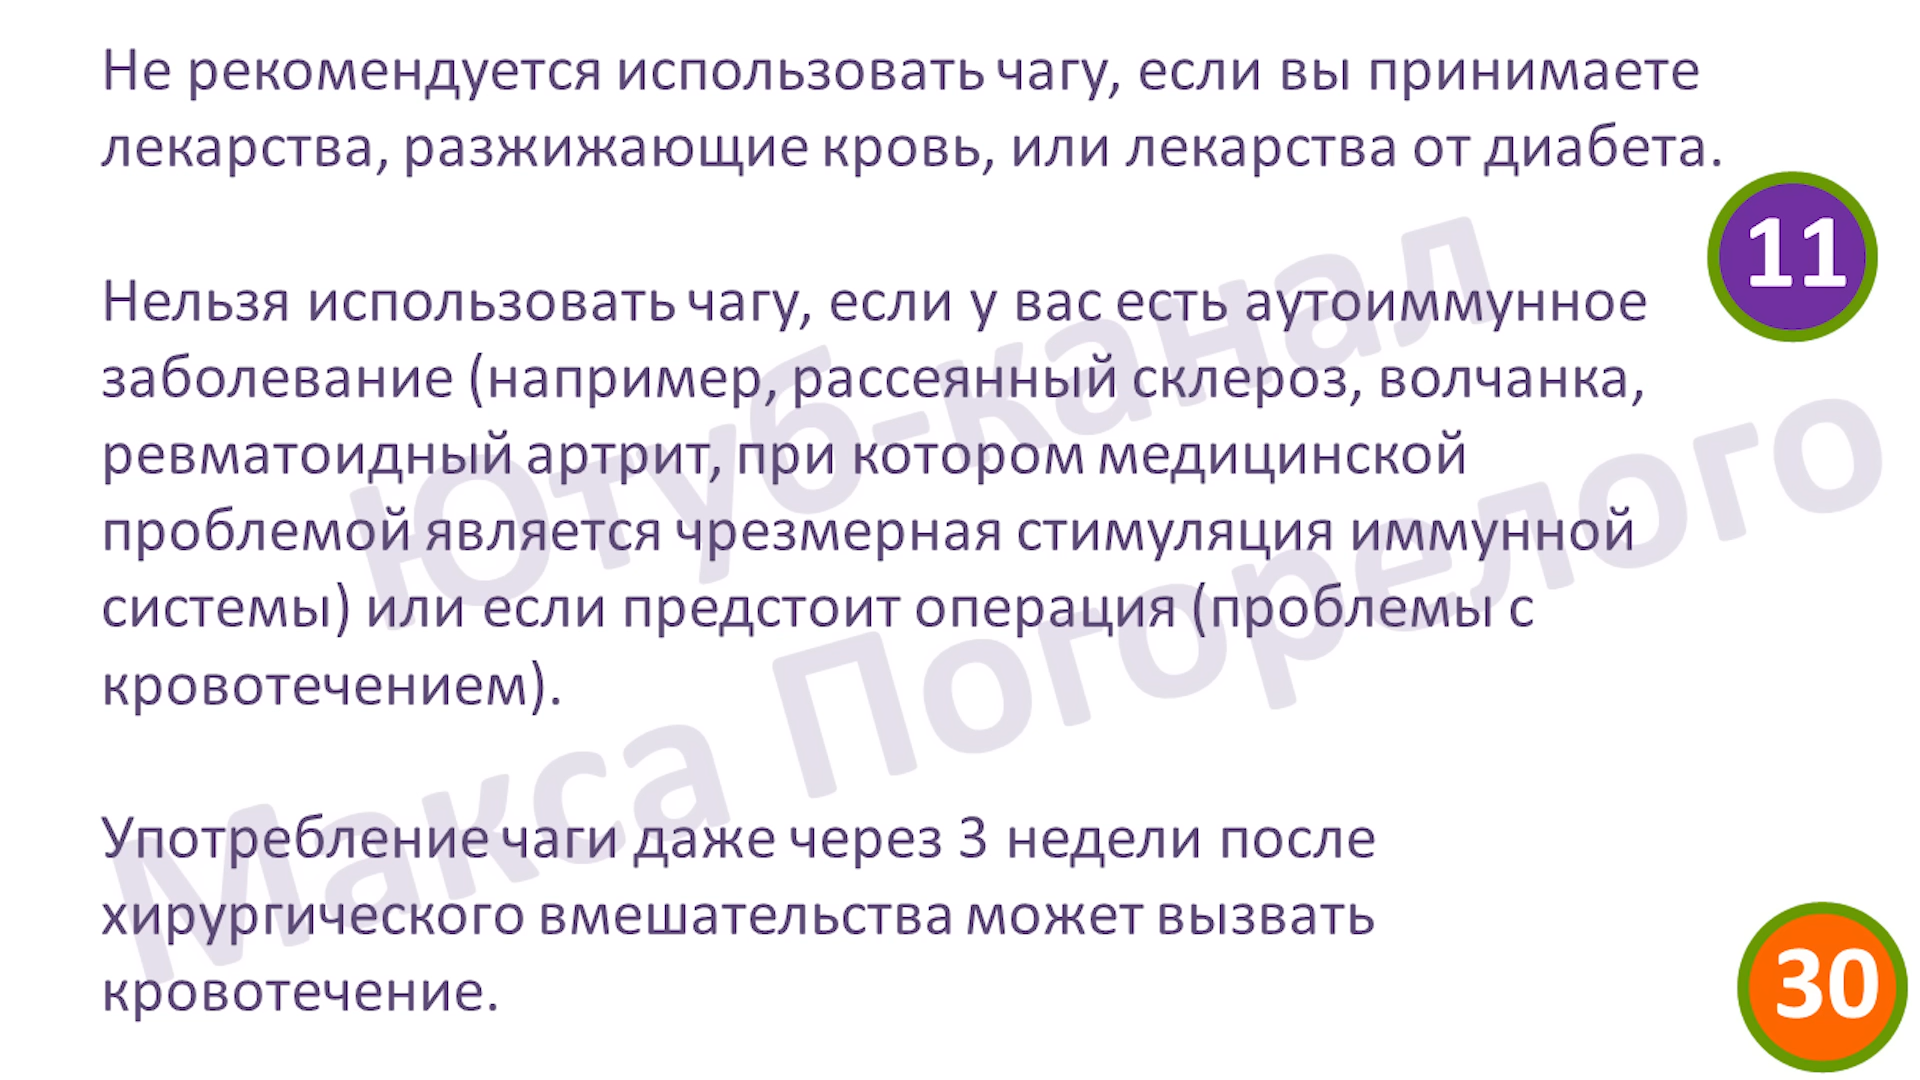 Не рекомендуется использовать чагу, если вы принимаете
лекарства, разжижающие кровь, или лекарства от диабета.
11
Нельзя использовать чагу, если у вас есть аутоиммунное
заболевание (например, рассеянный склероз, волчанка,
ревматоидный артрит, при котором медицинской
проблемой является чрезмерная стимуляция иммунной
системы) или если предстоит операция (проблемы с
кровотечением).
Употребление чаги даже через 3 недели после
хирургического вмешательства может вызвать
кровотечение.
30
Ютуб-канал
Макса Погорелого